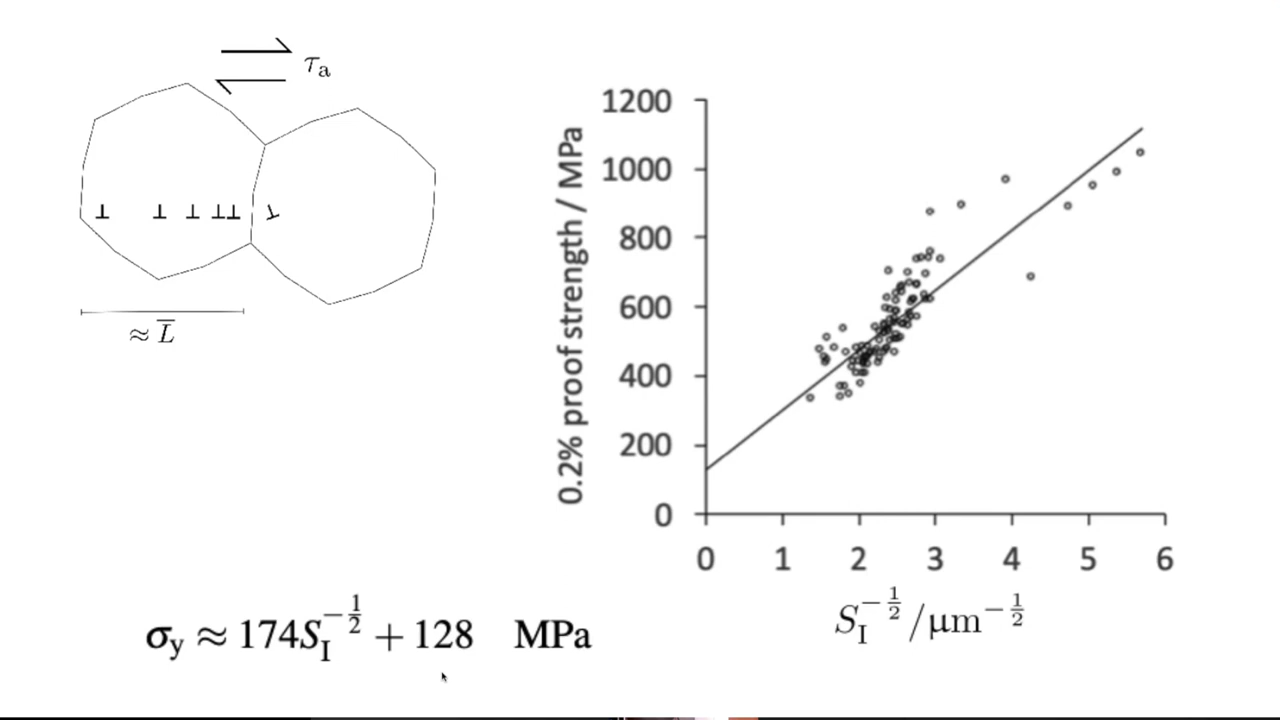 τₐ
≈ L̅
0.2% proof strength / MPa
1200
1000
800
600
400
200
0
0 1 2 3 4 5 6
S_I^{-1/2} /μm^{-1/2}
σ_y ≈ 174S_I^{-1/2} + 128 MPa